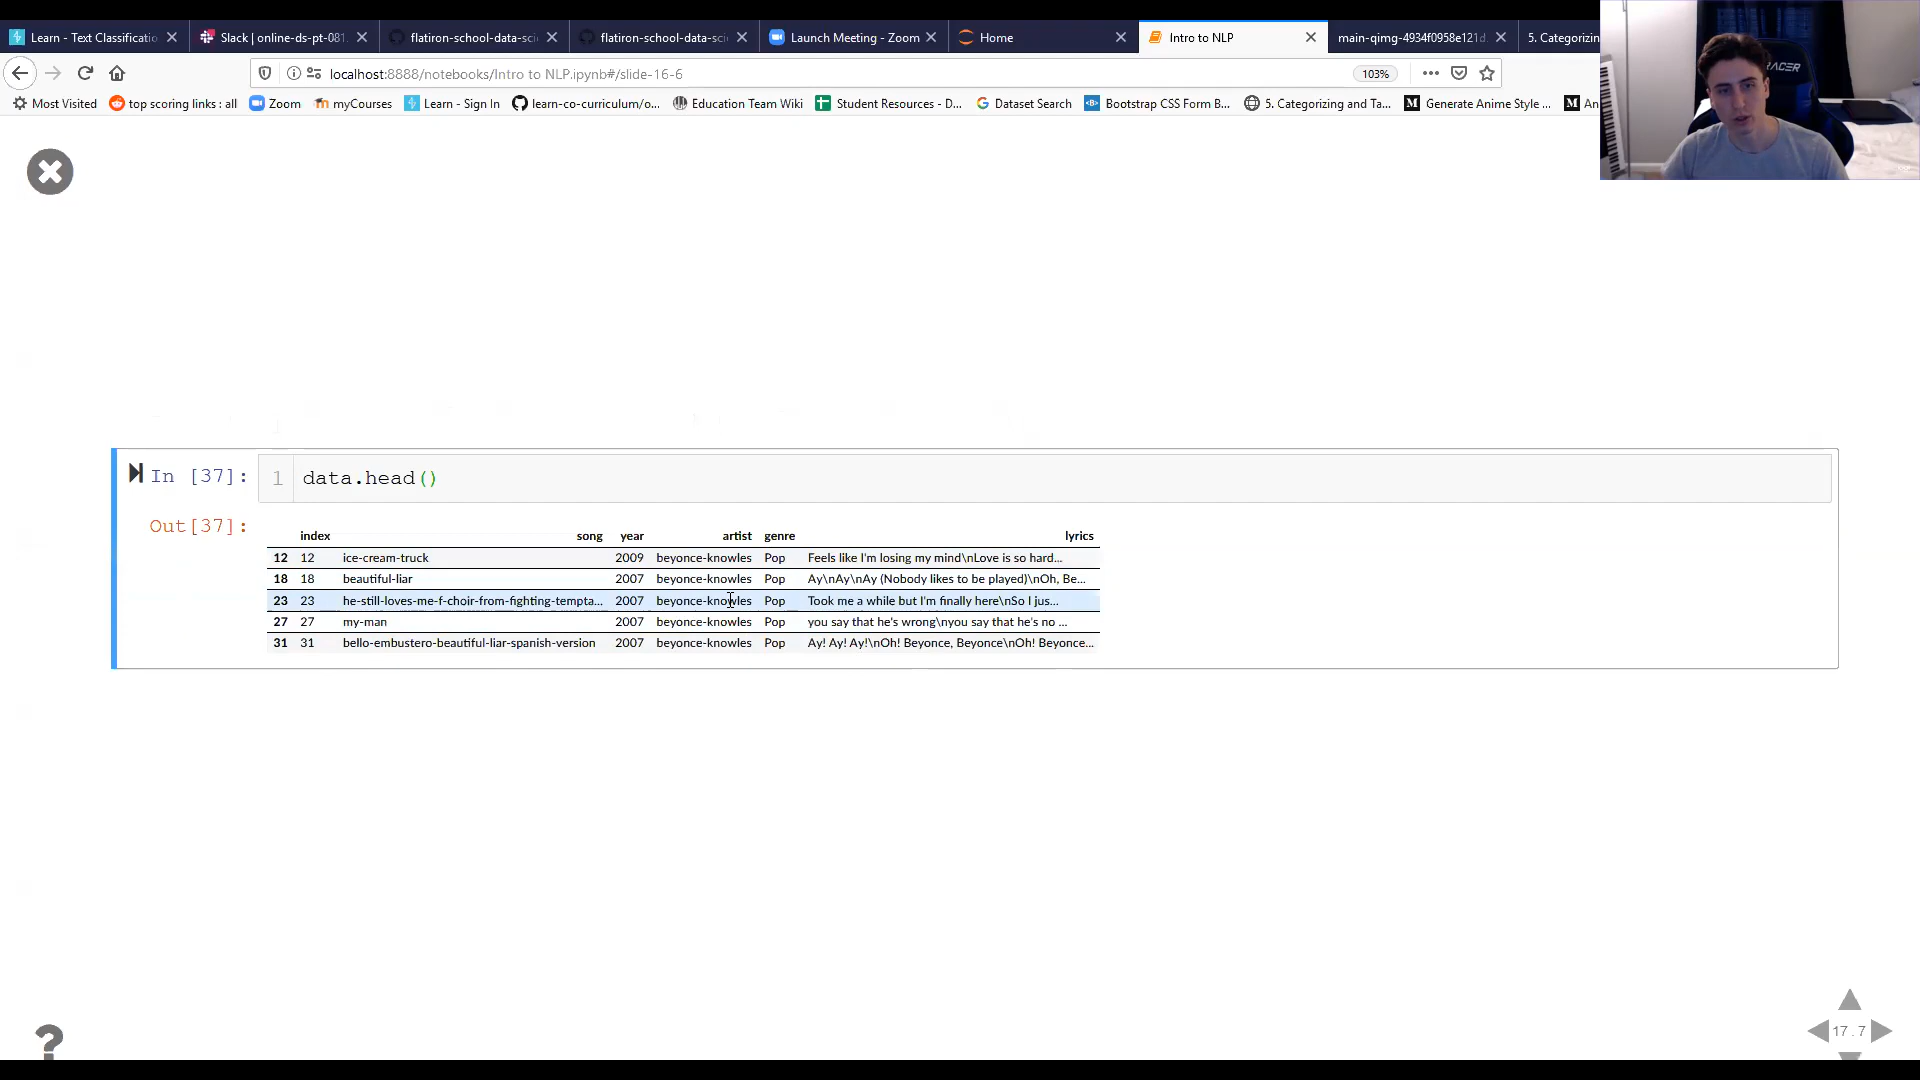 Learn - Text Classificatio
Slack | online-ds-pt-081
flatiron-school-data-sci
flatiron-school-data-sci
Launch Meeting - Zoom
Home
Intro to NLP
main-qimg-4934f0958e121d
5. Categorizin
localhost:8888/notebooks/Intro to NLP.ipynb#/slide-16-6
103%
Most Visited
top scoring links : all
Zoom
myCourses
Learn - Sign In
learn-co-curriculum/o...
Education Team Wiki
Student Resources - D...
Dataset Search
Bootstrap CSS Form B...
5. Categorizing and Ta...
Generate Anime Style ...
An
In [37]:
1 data.head()
Out[37]:
index song year artist genre lyrics
12 12 ice-cream-truck 2009 beyonce-knowles Pop Feels like I'm losing my mind\nLove is so hard...
18 18 beautiful-liar 2007 beyonce-knowles Pop Ay\nAy\nAy (Nobody likes to be played)\nOh, Be...
23 23 he-still-loves-me-f-choir-from-fighting-tempta... 2007 beyonce-knowles Pop Took me a while but I'm finally here\nSo I jus...
27 27 my-man 2007 beyonce-knowles Pop you say that he's wrong\nyou say that he's no ...
31 31 bello-embustero-beautiful-liar-spanish-version 2007 beyonce-knowles Pop Ay! Ay! Ay!\nOh! Beyonce, Beyonce\nOh! Beyonce...
?
17.7